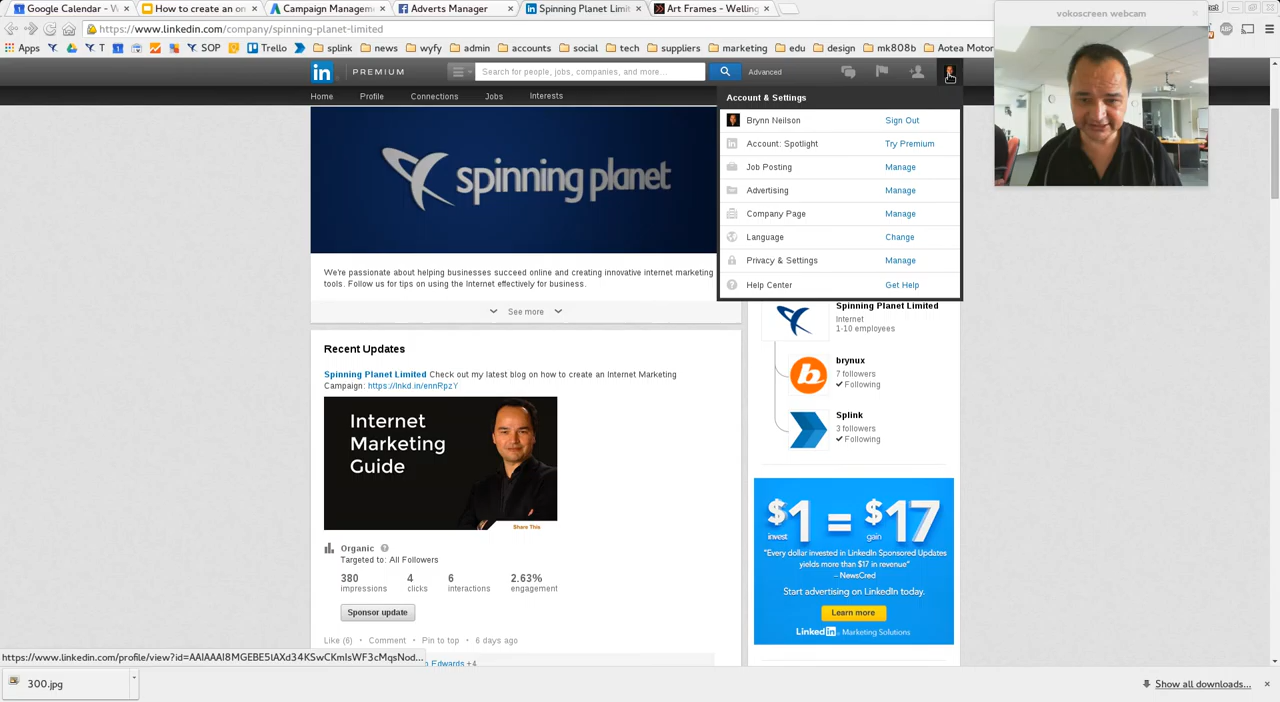 Google Calendar - W
How to create an on
Campaign Managem
Adverts Manager
Spinning Planet Limit
Art Frames - Welling
vokoscreen webcam
https://www.linkedin.com/company/spinning-planet-limited
Apps
SOP
Trello
splink
news
wyfy
admin
accounts
social
tech
suppliers
marketing
edu
design
mk808b
Aotea Motor
in
PREMIUM
Search for people, jobs, companies, and more...
Advanced
Home
Profile
Connections
Jobs
Interests
Account & Settings
Brynn Neilson
Sign Out
Account: Spotlight
Try Premium
Job Posting
Manage
Advertising
Manage
Company Page
Manage
Language
Change
Privacy & Settings
Manage
Help Center
Get Help
spinning planet
We're passionate about helping businesses succeed online and creating innovative internet marketing
tools. Follow us for tips on using the Internet effectively for business.
See more
Spinning Planet Limited
Internet
1-10 employees
brynux
7 followers
Following
Splink
3 followers
Following
Recent Updates
Spinning Planet Limited Check out my latest blog on how to create an Internet Marketing
Campaign: https://lnkd.in/ennRpzY
Internet
Marketing
Guide
Share This
Organic
Targeted to: All Followers
380
impressions
4
clicks
6
interactions
2.63%
engagement
Sponsor update
Like (6)
Comment
Pin to top
6 days ago
Edwards +4
$1 = $17
invest
gain
"Every dollar invested in LinkedIn Sponsored Updates
yields more than $17 in revenue"
– NewsCred
Start advertising on LinkedIn today.
Learn more
Linked in Marketing Solutions
300.jpg
Show all downloads...